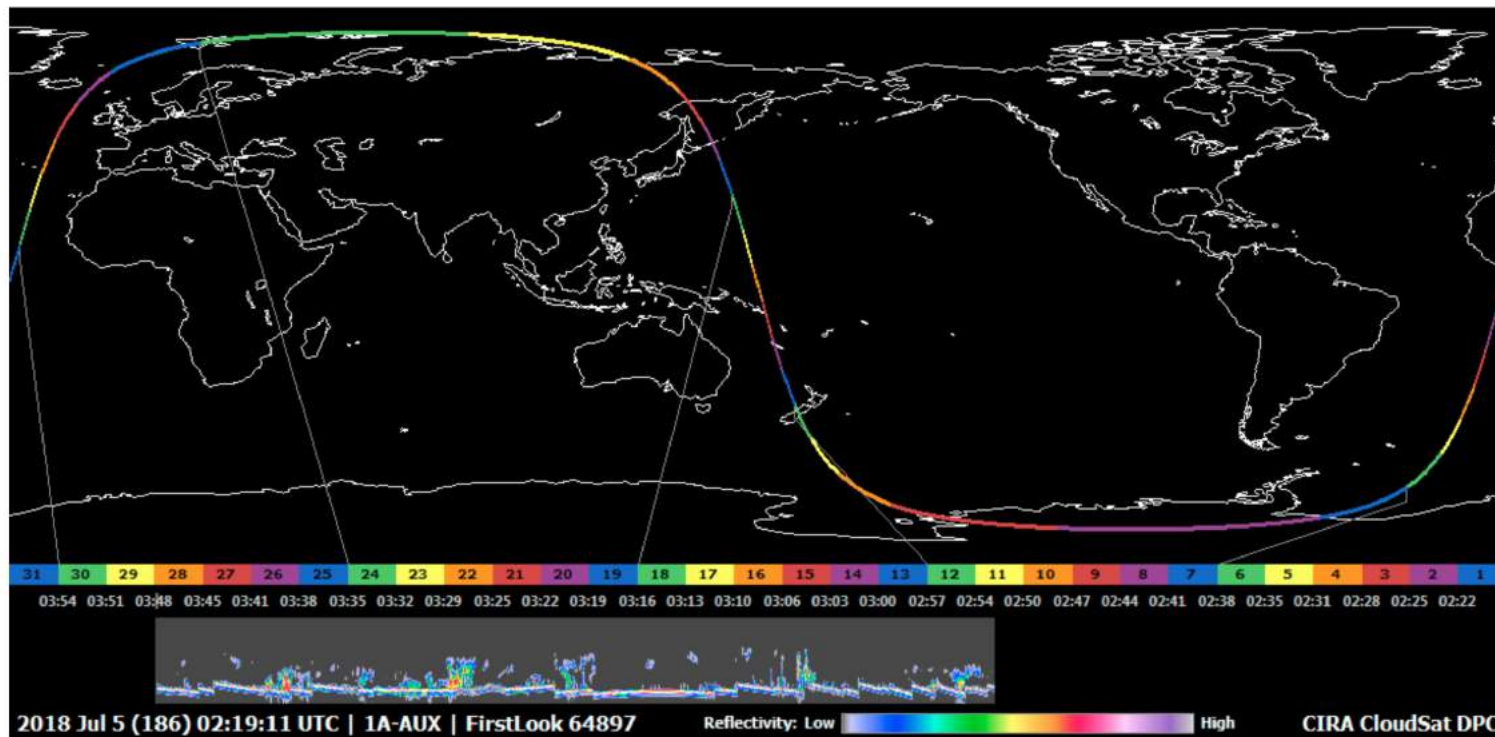 31 30 29 28 27 26 25 24 23 22 21 20 19 18 17 16 15 14 13 12 11 10 9 8 7 6 5 4 3 2 1
03:54 03:51 03:48 03:45 03:41 03:38 03:35 03:32 03:29 03:25 03:22 03:19 03:16 03:13 03:10 03:06 03:03 03:00 02:57 02:54 02:50 02:47 02:44 02:41 02:38 02:35 02:31 02:28 02:25 02:22
2018 Jul 5 (186) 02:19:11 UTC | 1A-AUX | FirstLook 64897 Reflectivity: Low High CIRA CloudSat DPC